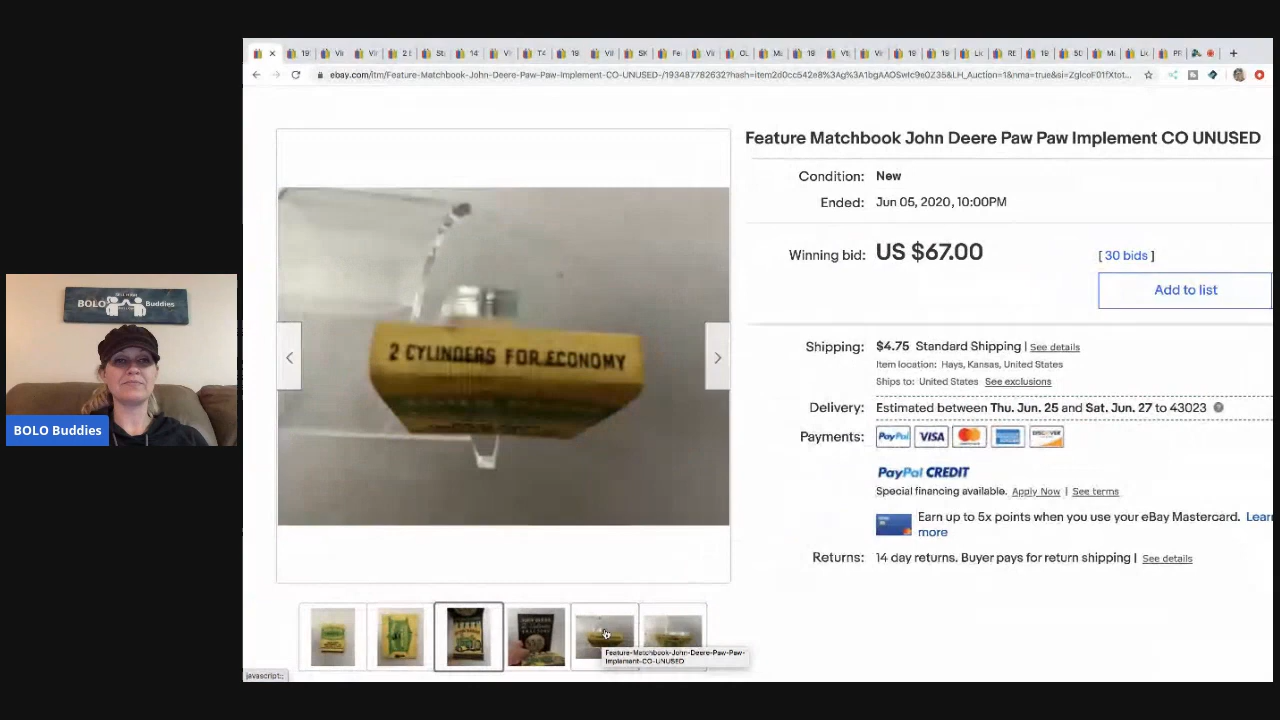 ebay.com/itm/Feature-Matchbook-John-Deere-Paw-Paw-Implement-CO-UNUSED-/193487782632?hash=
Feature Matchbook John Deere Paw Paw Implement CO UNUSED
Condition: New
Ended: Jun 05, 2020, 10:00PM
Winning bid: US $67.00 [ 30 bids ]
Add to list
2 CYLINDERS FOR ECONOMY
Shipping: $4.75 Standard Shipping | See details
Item location: Hays, Kansas, United States
Ships to: United States See exclusions
Delivery: Estimated between Thu. Jun. 25 and Sat. Jun. 27 to 43023
Payments: PayPal VISA
PayPal CREDIT
Special financing available. Apply Now | See terms
Earn up to 5x points when you use your eBay Mastercard. Learn
more
Returns: 14 day returns. Buyer pays for return shipping | See details
BOLO Buddies
BOLO Buddies
Feature-Matchbook-John-Deere-Paw-Paw-
Implement-CO-UNUSED
javascript:;